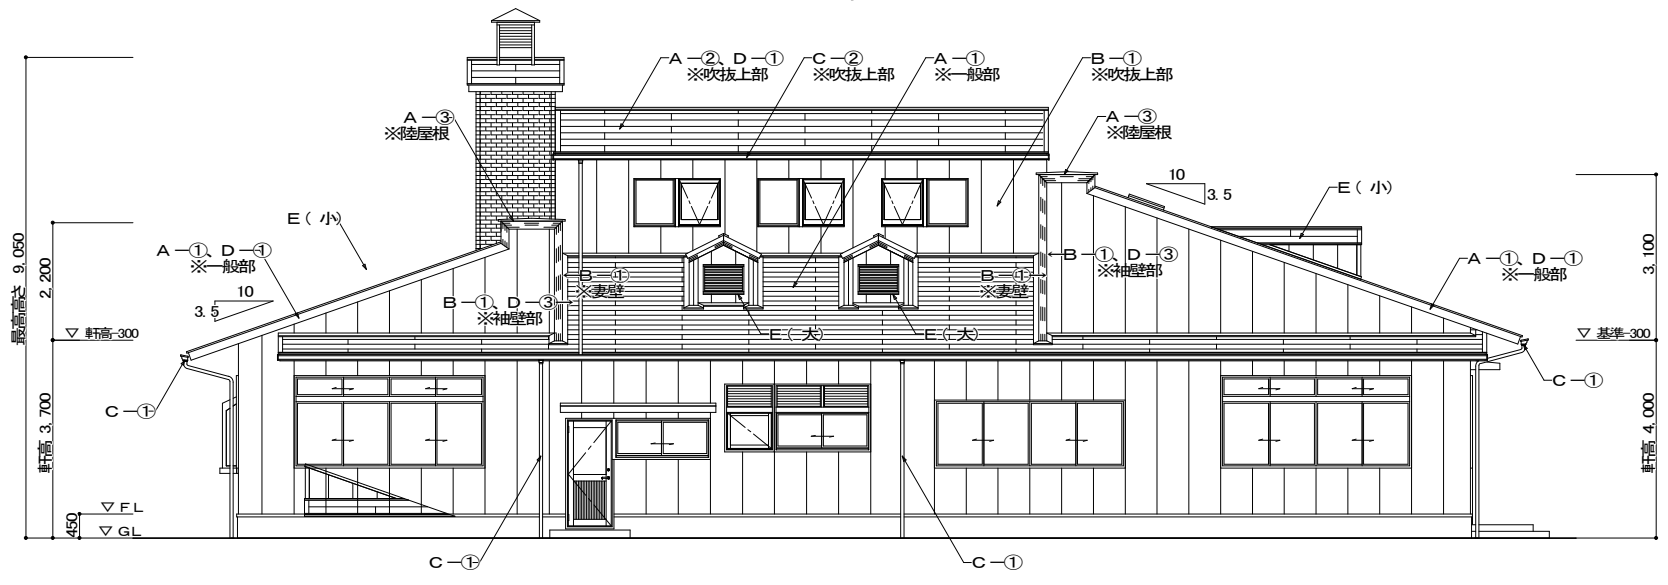 A－②、D－①
※吹抜上部
C－②
※吹抜上部
A－①
※一般部
B－①
※吹抜上部
A－③
※陸屋根
A－③
※陸屋根
10
3.5
E(小)
E(小)
A－①、D－①
※一般部
B－①
※妻壁
B－①
※妻壁
B－①、D－③
※袖壁部
A－①、D－①
※一般部
10
3.5
B－①、D－③
※袖壁部
最高高さ 9,050
2,200
3,100
▽ 軒高-300
E(大)
E(大)
▽ 基準-300
C－①
C－①
軒高 3,700
軒高 4,000
450
▽FL
▽GL
C－①
C－①